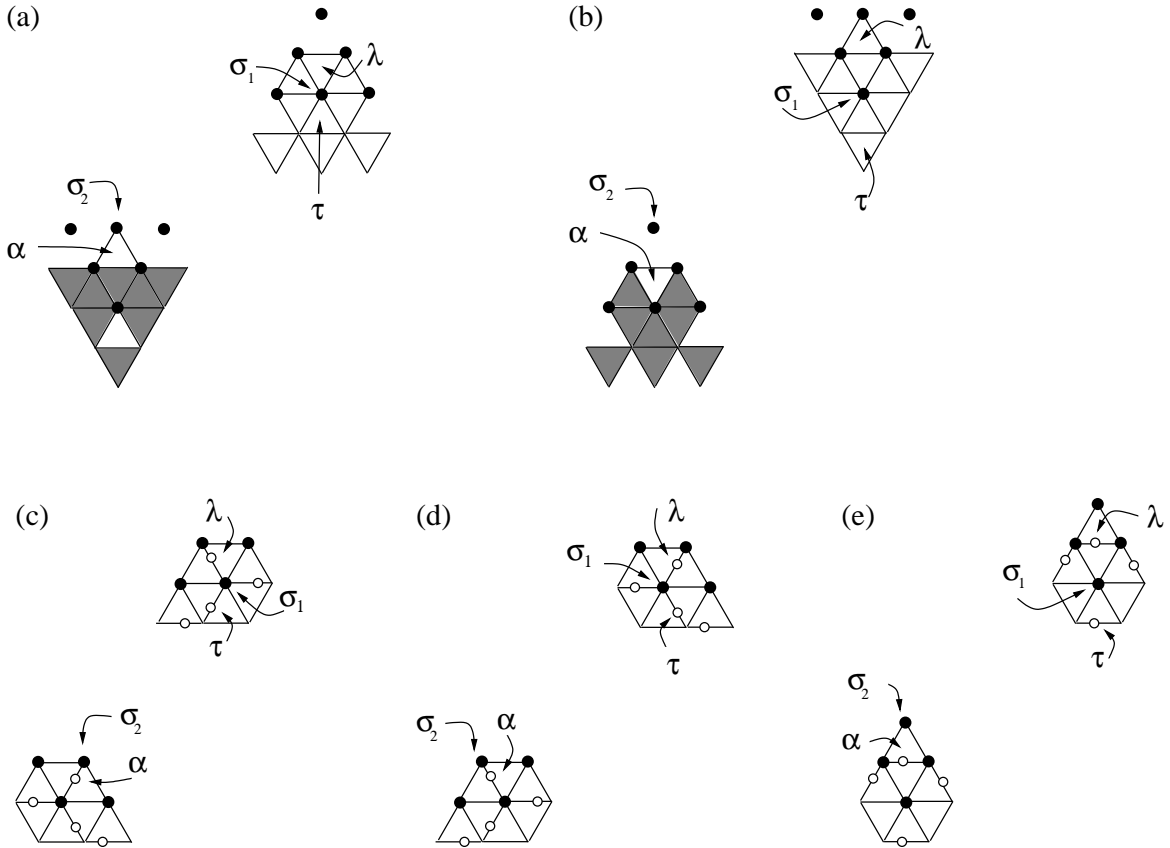 (a)
λ
σ₁
τ
σ₂
α
(b)
λ
σ₁
τ
σ₂
α
(c)
λ
σ₁
τ
σ₂
α
(d)
λ
σ₁
τ
σ₂
α
(e)
λ
σ₁
τ
σ₂
α